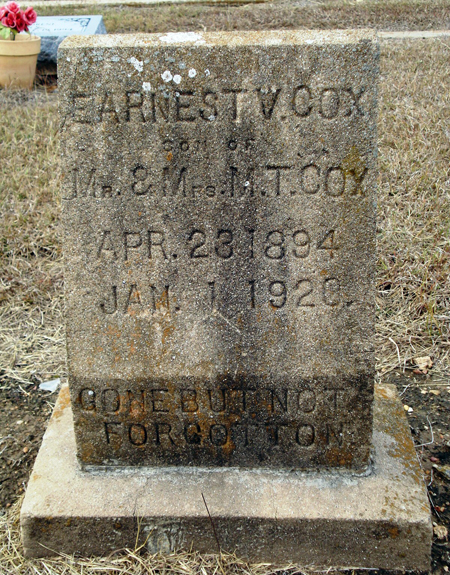 EARNEST V. COX
SON OF
MR. & MRS. M. T. COX
APR. 23 1894
JAN. 1, 1920.
GONE BUT NOT
FORGOTTON